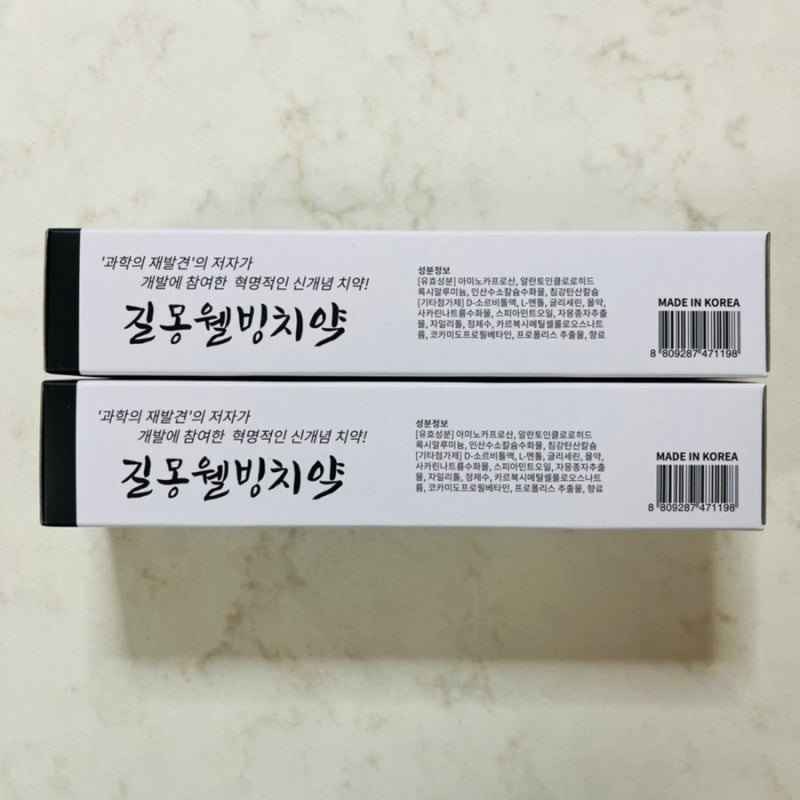 '과학의 재발견'의 저자가
개발에 참여한 혁명적인 신개념 치약!
질몽웰빙치약
성분정보
[유효성분] 아미노카프로산, 알란토인클로로히드
록시알루미늄, 인산수소칼슘수화물, 침강탄산칼슘
[기타첨가제] D-소르비톨액, L-멘톨, 글리세린, 몰약,
사카린나트륨수화물, 스피아민트오일, 자몽종자추출
물, 자일리톨, 정제수, 카르복시메틸셀룰로오스나트
륨, 코카미도프로필베타인, 프로폴리스 추출물, 향료
MADE IN KOREA
8 809287 471198
'과학의 재발견'의 저자가
개발에 참여한 혁명적인 신개념 치약!
질몽웰빙치약
성분정보
[유효성분] 아미노카프로산, 알란토인클로로히드
록시알루미늄, 인산수소칼슘수화물, 침강탄산칼슘
[기타첨가제] D-소르비톨액, L-멘톨, 글리세린, 몰약,
사카린나트륨수화물, 스피아민트오일, 자몽종자추출
물, 자일리톨, 정제수, 카르복시메틸셀룰로오스나트
륨, 코카미도프로필베타인, 프로폴리스 추출물, 향료
MADE IN KOREA
8 809287 471198